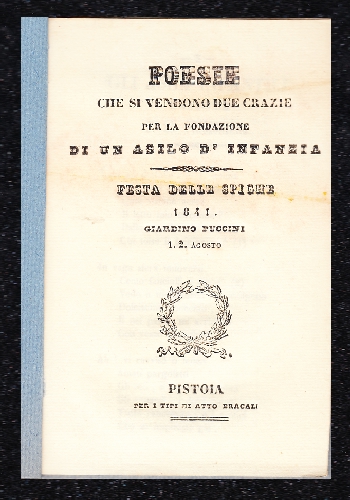 POESIE
CHE SI VENDONO DUE CRAZIE
PER LA FONDAZIONE
DI UN ASILO D' INFANZIA
FESTA DELLE SPIGHE
1841.
GIARDINO PUCCINI
1. 2. AGOSTO
PISTOIA
PER I TIPI DI ATTO BRACALI